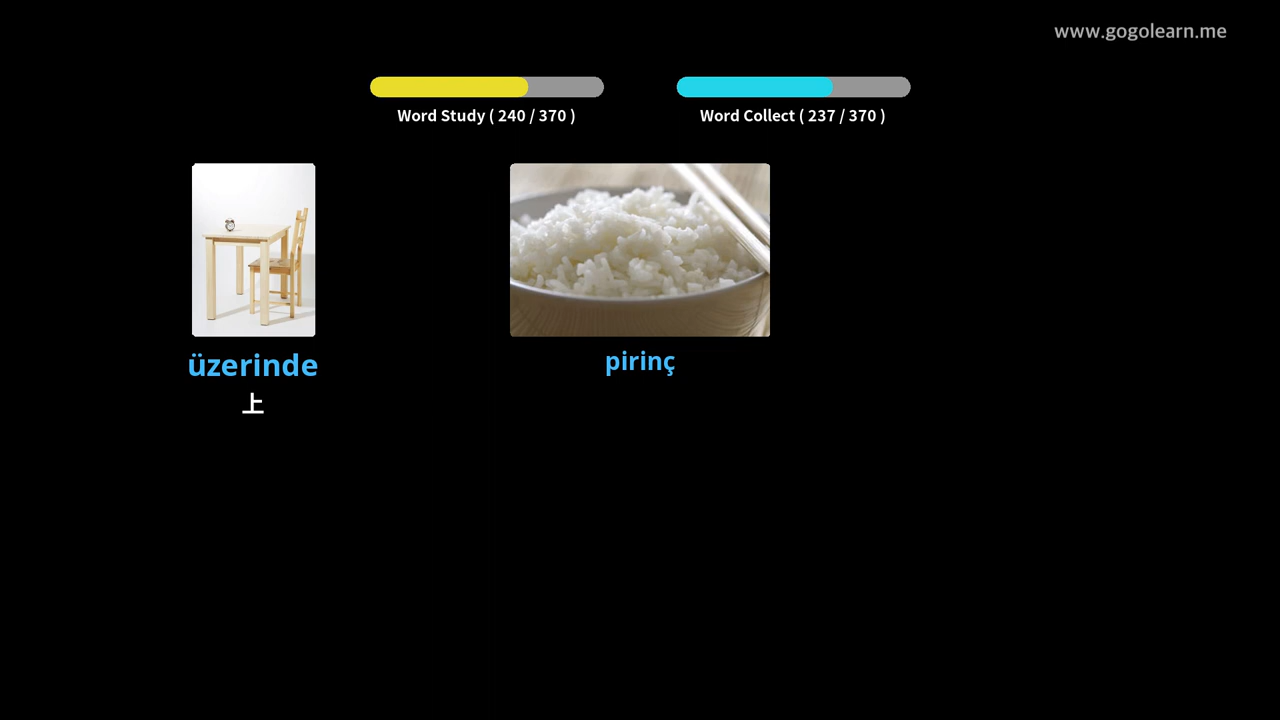 www.gogolearn.me
Word Study ( 240 / 370 )
Word Collect ( 237 / 370 )
üzerinde
上
pirinç